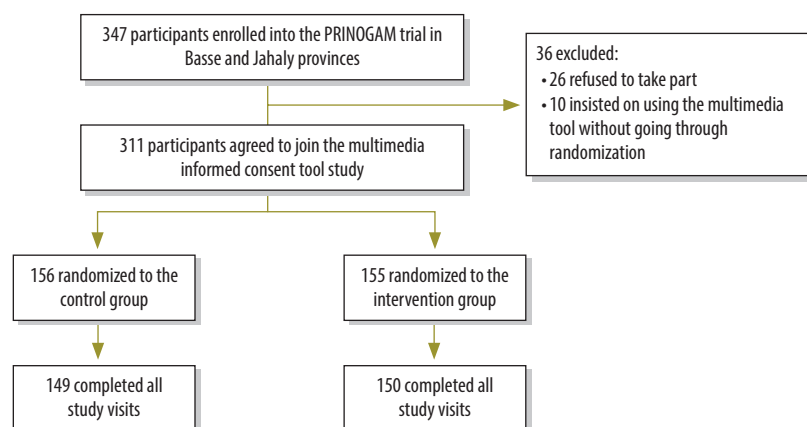 347 participants enrolled into the PRINOGAM trial in
Basse and Jahaly provinces
36 excluded:
• 26 refused to take part
• 10 insisted on using the multimedia
tool without going through
randomization
311 participants agreed to join the multimedia
informed consent tool study
156 randomized to the
control group
155 randomized to the
intervention group
149 completed all
study visits
150 completed all
study visits